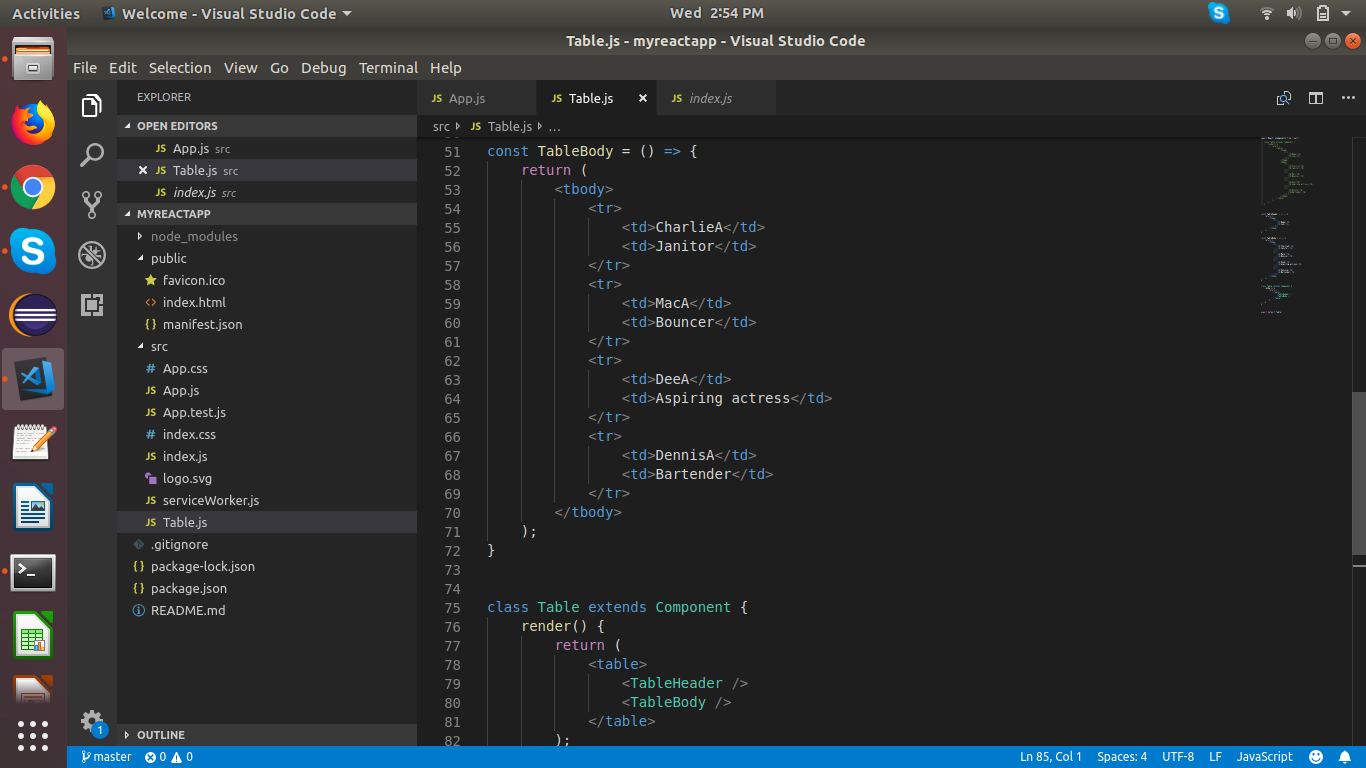 Activities
Welcome - Visual Studio Code
Wed 2:54 PM
Table.js - myreactapp - Visual Studio Code
File Edit Selection View Go Debug Terminal Help
EXPLORER
OPEN EDITORS
JS App.js src
JS Table.js src
JS index.js src
MYREACTAPP
node_modules
public
favicon.ico
<> index.html
{} manifest.json
src
# App.css
JS App.js
JS App.test.js
# index.css
JS index.js
logo.svg
JS serviceWorker.js
JS Table.js
.gitignore
{} package-lock.json
{} package.json
README.md
OUTLINE
1
JS App.js
JS Table.js
JS index.js
src
JS Table.js
...
51 const TableBody = () => {
52 return (
53 <tbody>
54 <tr>
55 <td>CharlieA</td>
56 <td>Janitor</td>
57 </tr>
58 <tr>
59 <td>MacA</td>
60 <td>Bouncer</td>
61 </tr>
62 <tr>
63 <td>DeeA</td>
64 <td>Aspiring actress</td>
65 </tr>
66 <tr>
67 <td>DennisA</td>
68 <td>Bartender</td>
69 </tr>
70 </tbody>
71 );
72 }
73
74
75 class Table extends Component {
76 render() {
77 return (
78 <table>
79 <TableHeader />
80 <TableBody />
81 </table>
82 );
master 0 0
Ln 85, Col 1 Spaces: 4 UTF-8 LF JavaScript